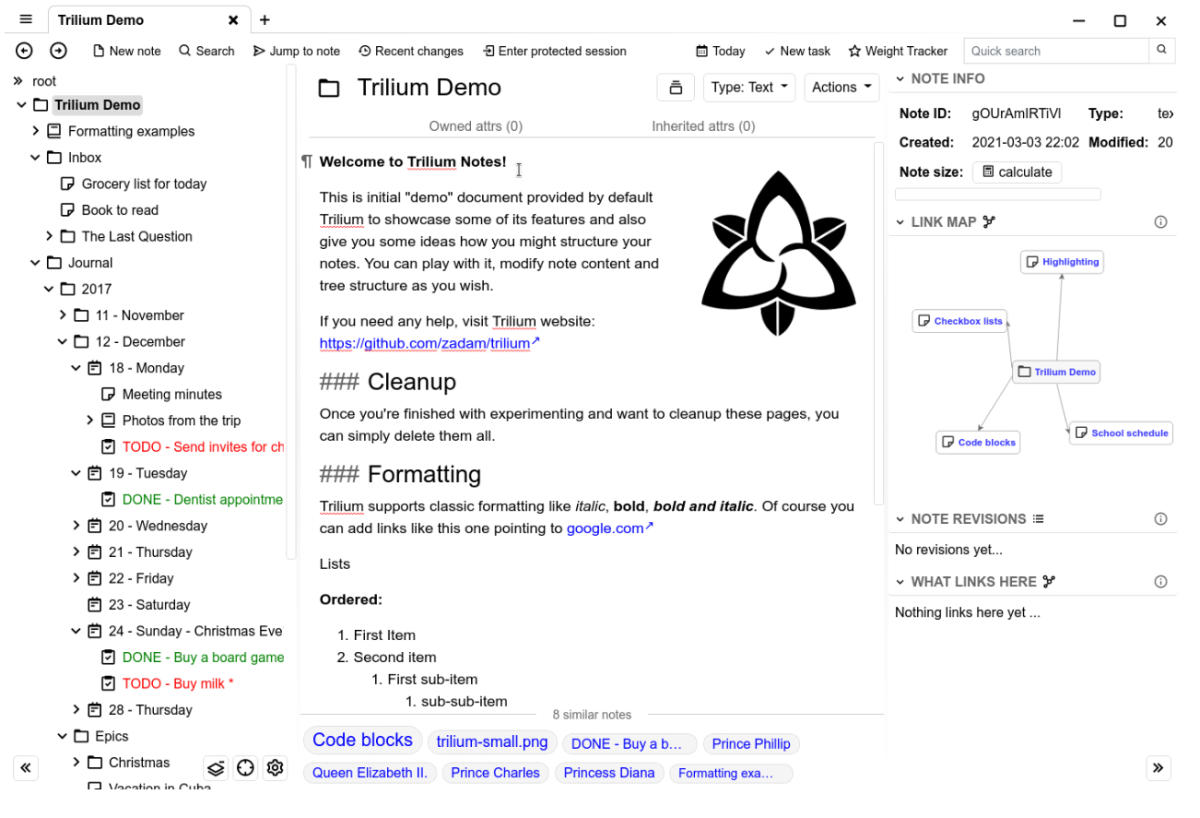 Trilium Demo
New note Search Jump to note Recent changes Enter protected session Today New task Weight Tracker Quick search
root
Trilium Demo
Formatting examples
Inbox
Grocery list for today
Book to read
The Last Question
Journal
2017
11 - November
12 - December
18 - Monday
Meeting minutes
Photos from the trip
TODO - Send invites for ch
19 - Tuesday
DONE - Dentist appointme
20 - Wednesday
21 - Thursday
22 - Friday
23 - Saturday
24 - Sunday - Christmas Eve
DONE - Buy a board game
TODO - Buy milk *
28 - Thursday
Epics
Christmas
Vacation in Cuba
Trilium Demo
Type: Text
Actions
Owned attrs (0) Inherited attrs (0)
¶ Welcome to Trilium Notes!
This is initial "demo" document provided by default
Trilium to showcase some of its features and also
give you some ideas how you might structure your
notes. You can play with it, modify note content and
tree structure as you wish.
If you need any help, visit Trilium website:
https://github.com/zadam/trilium
### Cleanup
Once you're finished with experimenting and want to cleanup these pages, you
can simply delete them all.
### Formatting
Trilium supports classic formatting like italic, bold, bold and italic. Of course you
can add links like this one pointing to google.com
Lists
Ordered:
1. First Item
2. Second item
1. First sub-item
1. sub-sub-item
8 similar notes
Code blocks trilium-small.png DONE - Buy a b... Prince Phillip
Queen Elizabeth II. Prince Charles Princess Diana Formatting exa...
NOTE INFO
Note ID: gOUrAmIRTiVl Type: tex
Created: 2021-03-03 22:02 Modified: 20
Note size: calculate
LINK MAP
Highlighting
Checkbox lists
Trilium Demo
School schedule
Code blocks
NOTE REVISIONS
No revisions yet...
WHAT LINKS HERE
Nothing links here yet ...